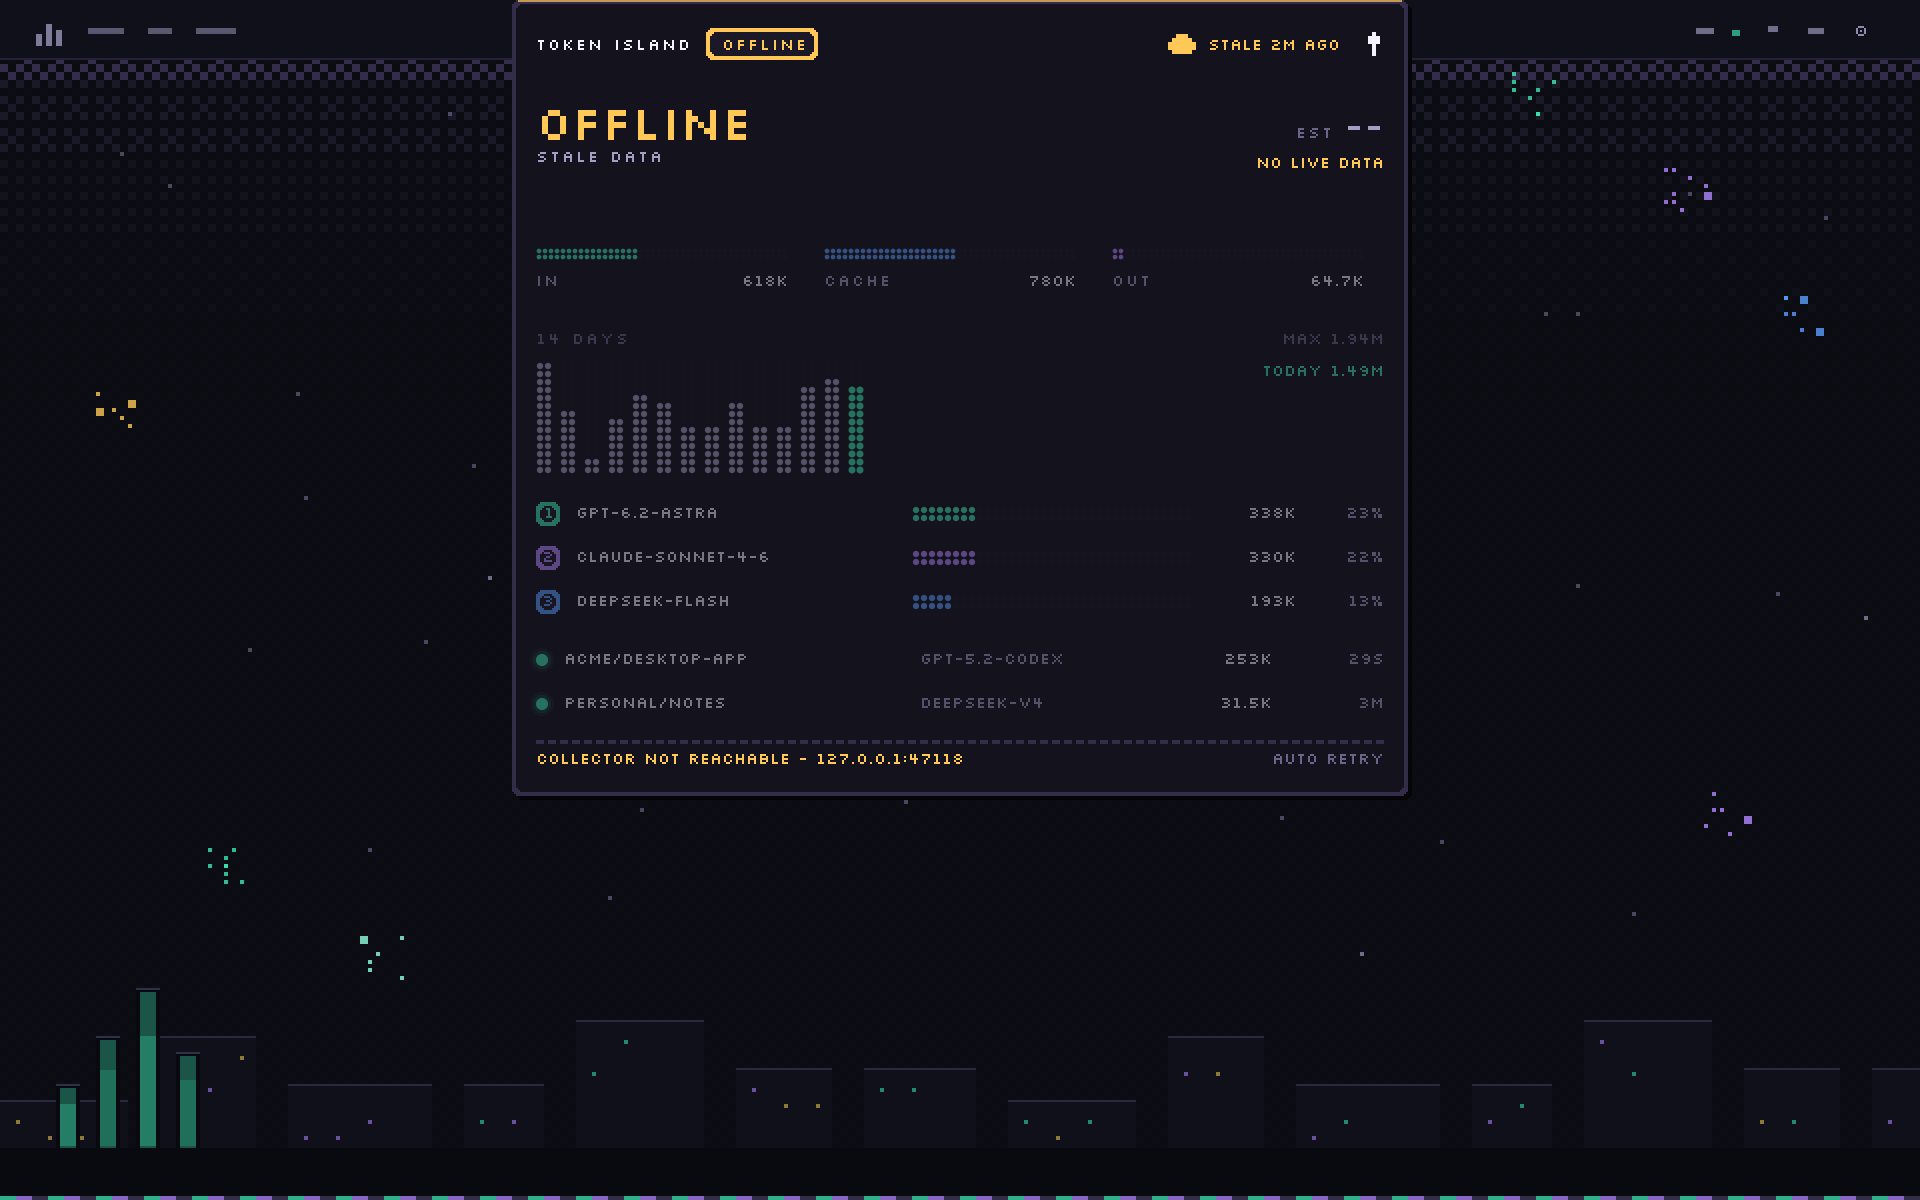 TOKEN ISLAND OFFLINE STALE 2M AGO
OFFLINE
EST --
STALE DATA
NO LIVE DATA
IN 618K CACHE 780K OUT 64.7K
14 DAYS MAX 1.94M
TODAY 1.49M
1 GPT-6.2-ASTRA 338K 23%
2 CLAUDE-SONNET-4-6 330K 22%
3 DEEPSEEK-FLASH 193K 13%
ACME/DESKTOP-APP GPT-5.2-CODEX 253K 29S
PERSONAL/NOTES DEEPSEEK-V4 31.5K 3M
COLLECTOR NOT REACHABLE - 127.0.0.1:47118 AUTO RETRY